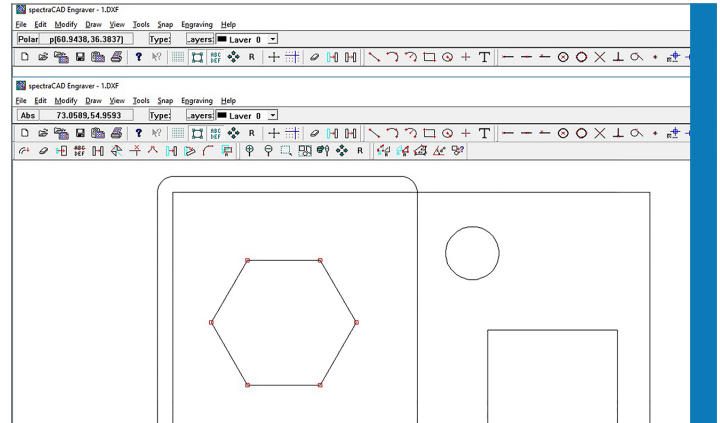 spectraCAD Engraver - 1.DXF
File Edit Modify Draw View Tools Snap Engraving Help
Polar p(60.9438,36.3837) Type: Layers: Layer 0
ABC DEF R T
spectraCAD Engraver - 1.DXF
File Edit Modify Draw View Tools Snap Engraving Help
Abs 73.0589,54.9593 Type: Layers: Layer 0
ABC DEF R T
R